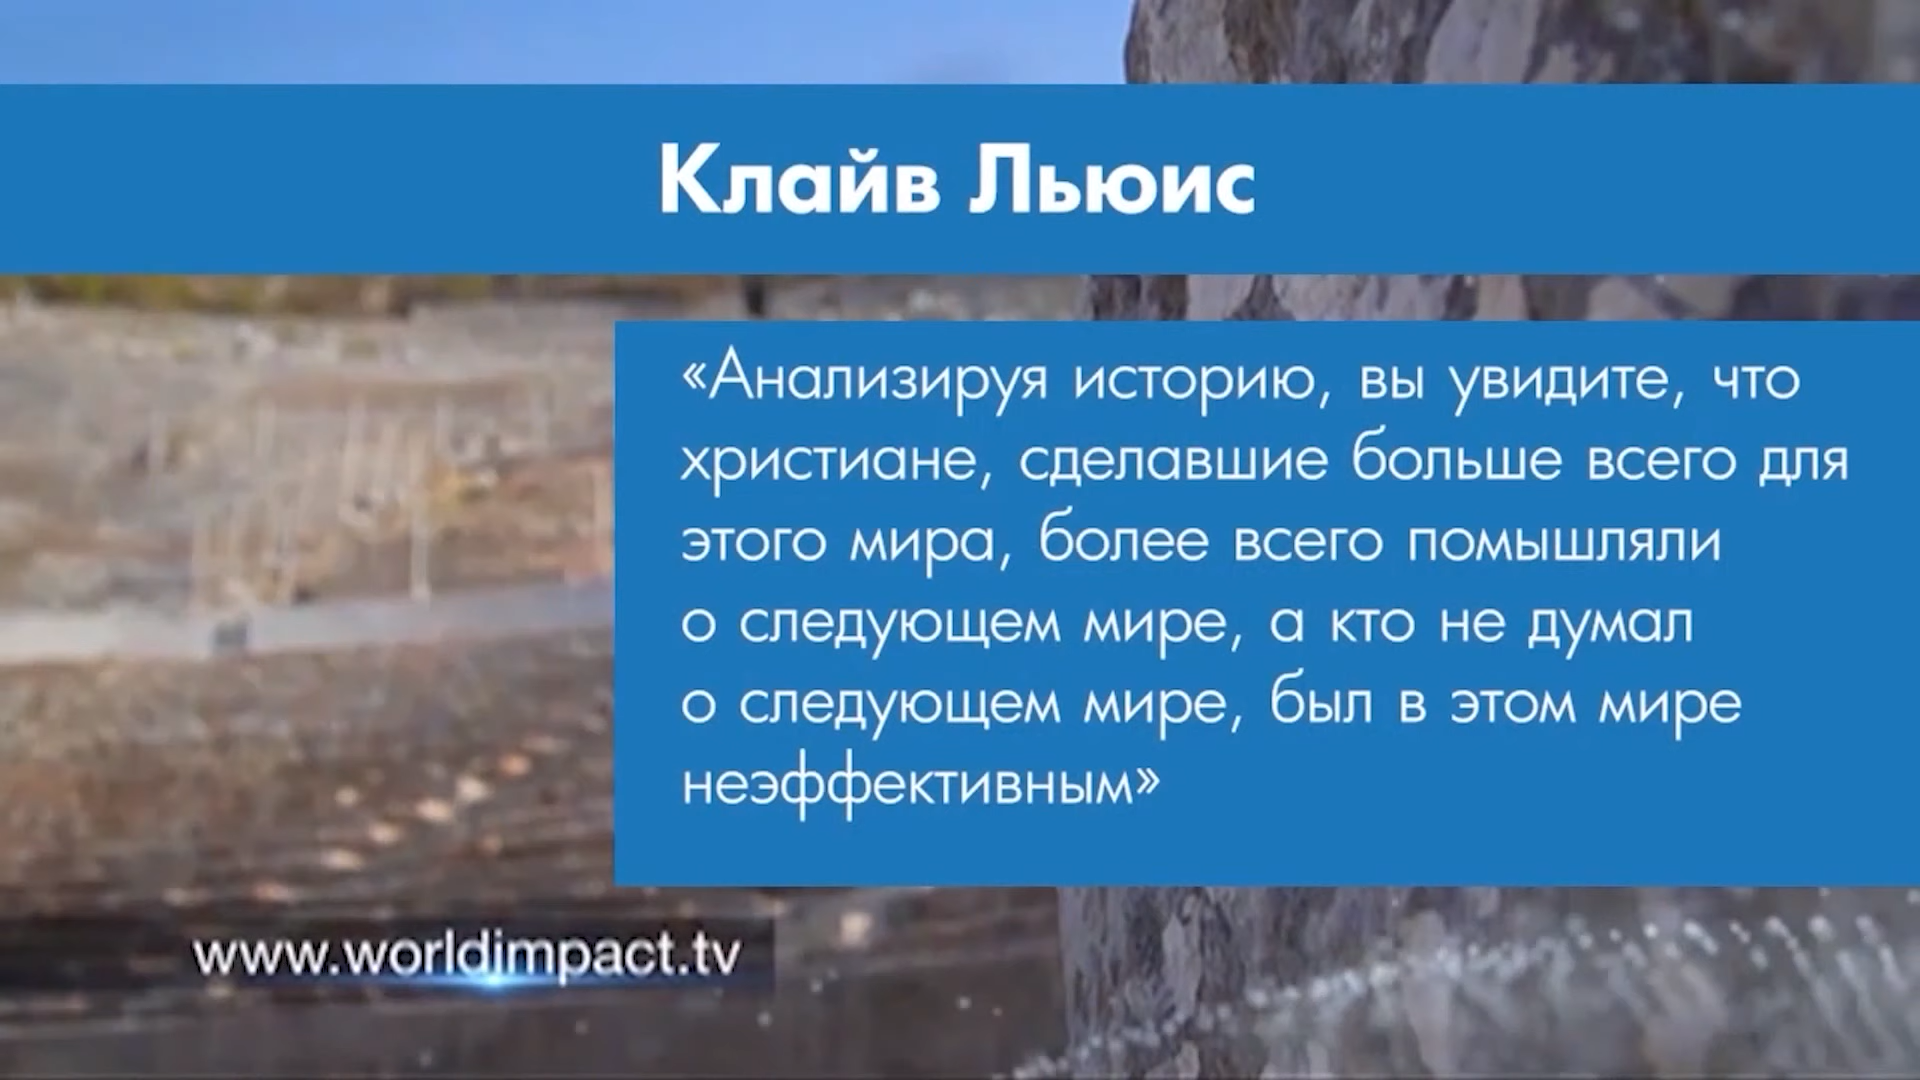 Клайв Льюис
«Анализируя историю, вы увидите, что
христиане, сделавшие больше всего для
этого мира, более всего помышляли
о следующем мире, а кто не думал
о следующем мире, был в этом мире
неэффективным»
www.worldimpact.tv